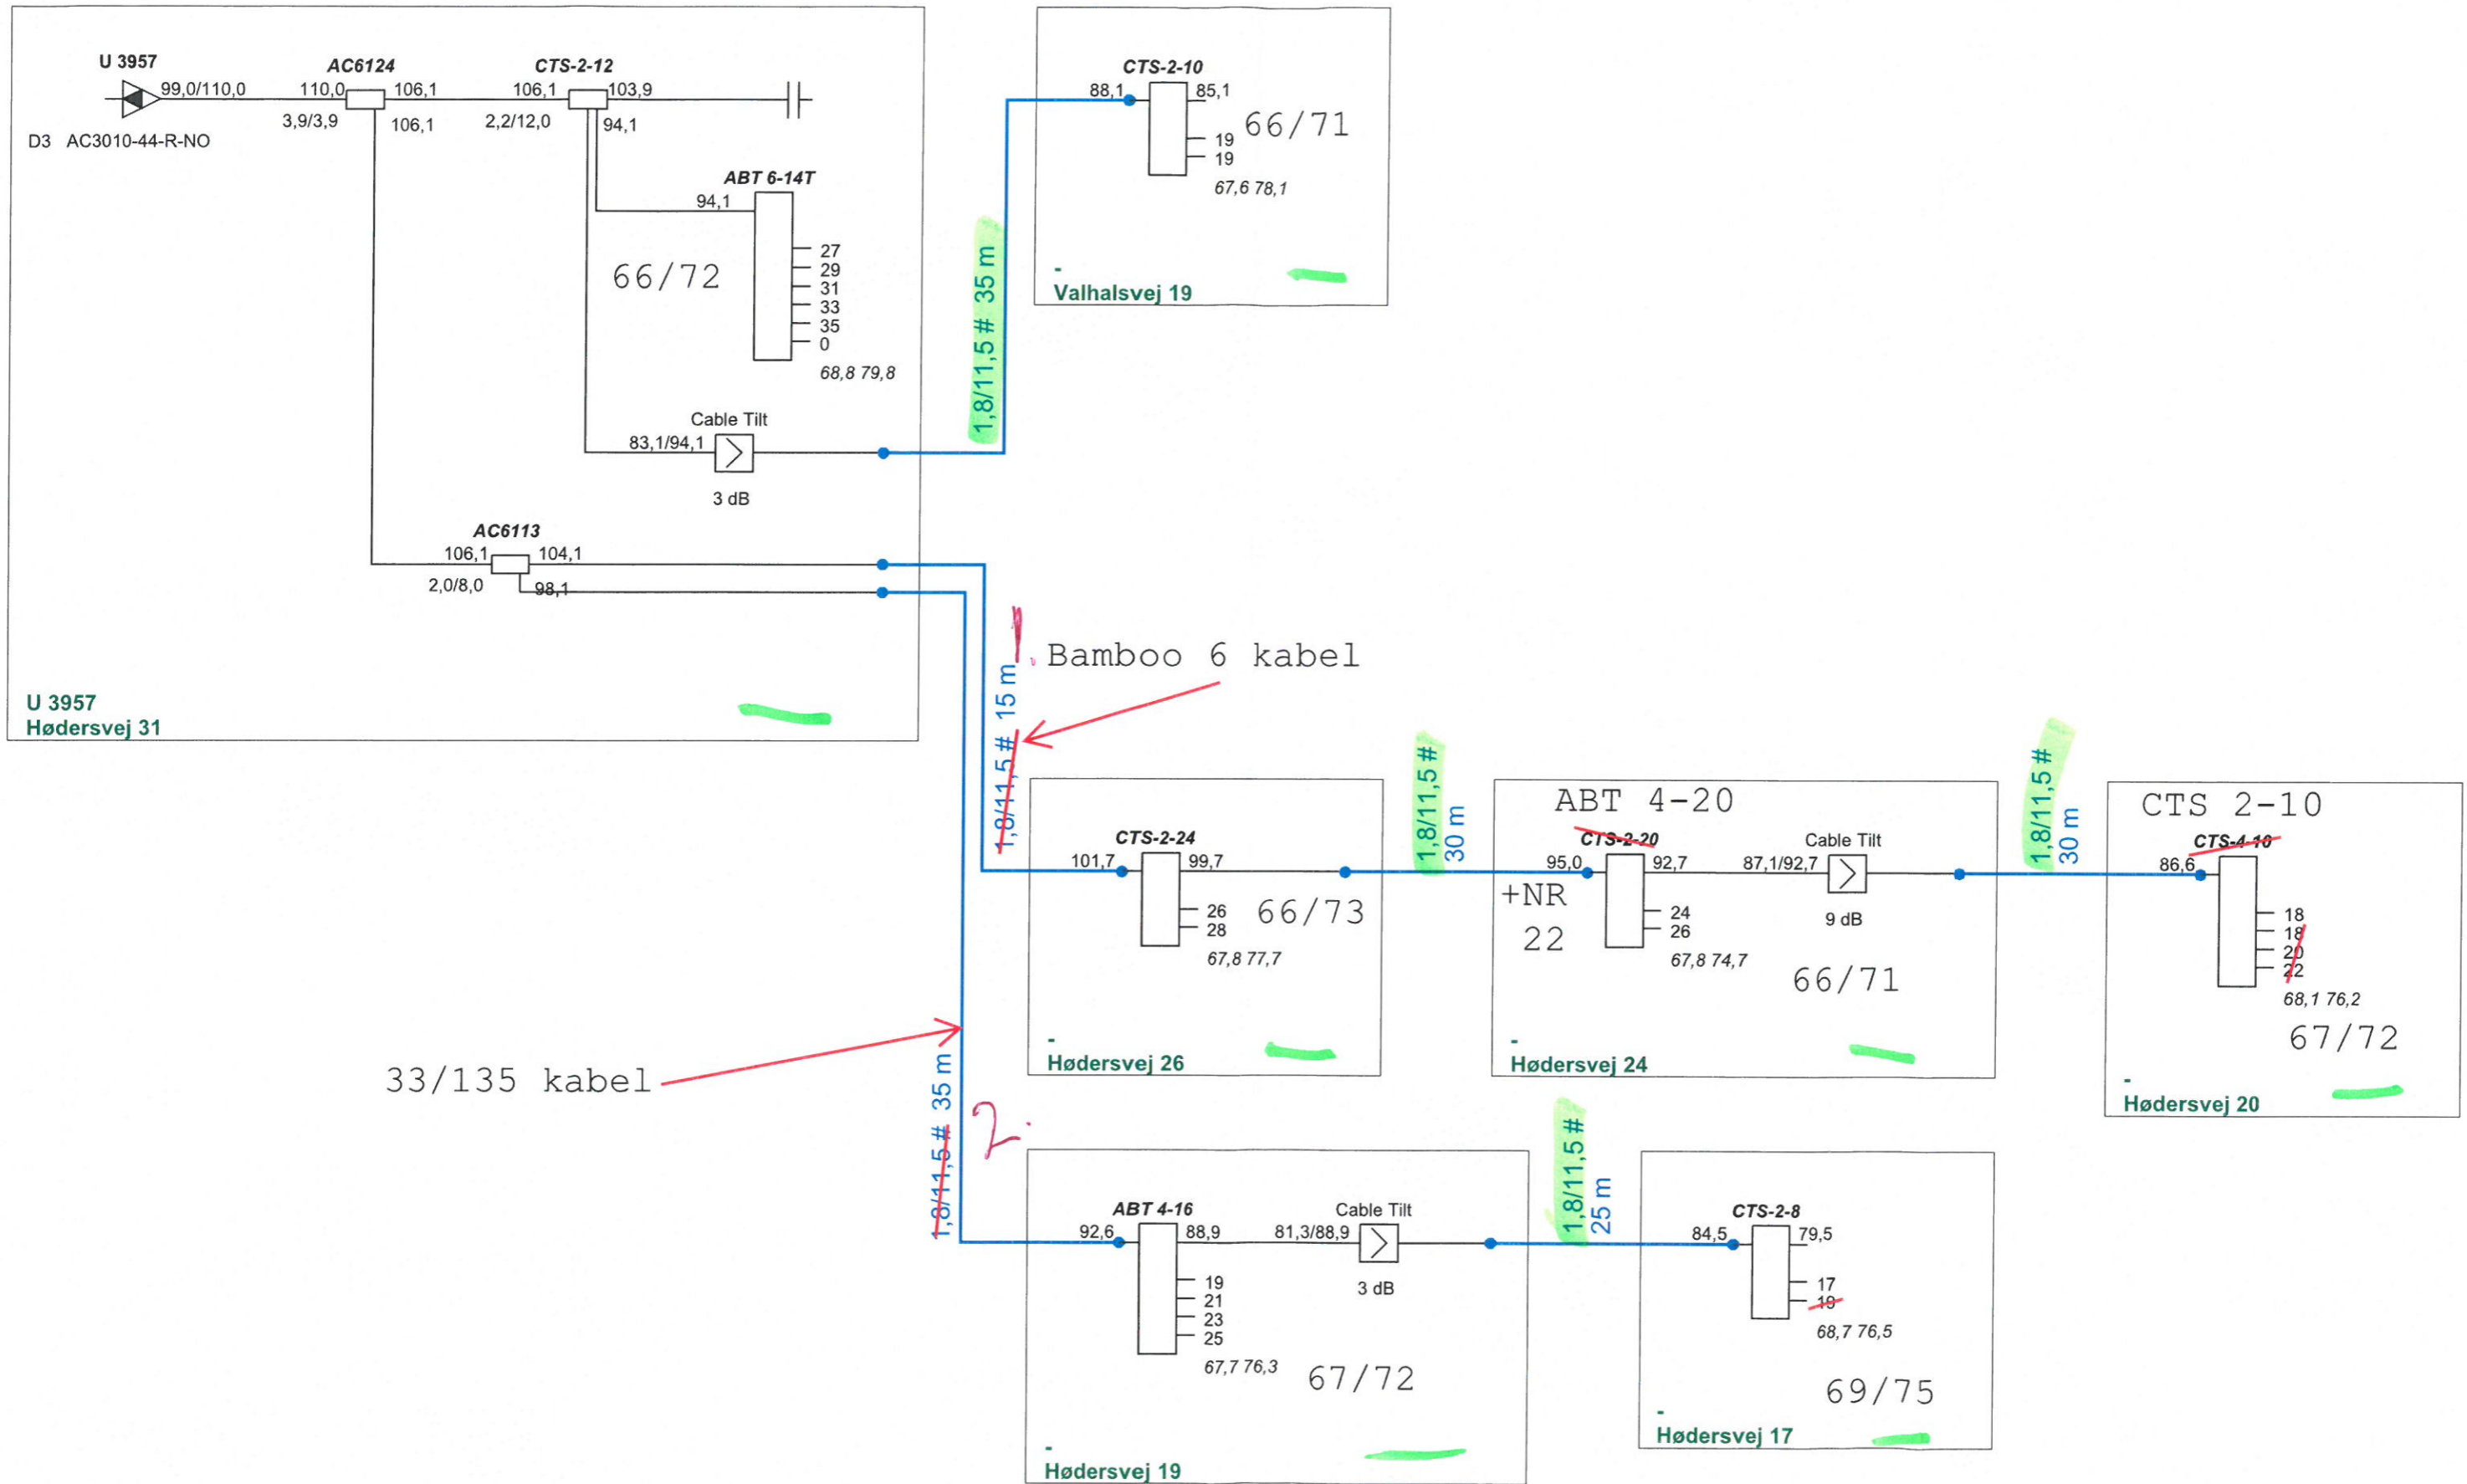 U 3957
99,0/110,0
D3 AC3010-44-R-NO
AC6124
110,0
106,1
3,9/3,9
106,1
CTS-2-12
106,1
103,9
2,2/12,0
94,1
ABT 6-14T
94,1
27
29
31
33
35
0
68,8 79,8
66/72
Cable Tilt
83,1/94,1
3 dB
AC6113
106,1
104,1
2,0/8,0
98,1
U 3957
Hødersvej 31
1,8/11,5 # 35 m
CTS-2-10
88,1
85,1
19
19
67,6 78,1
66/71
-
Valhalsvej 19
1.
Bamboo 6 kabel
1,8/11,5 # 15 m
CTS-2-24
101,7
99,7
26
28
67,8 77,7
66/73
-
Hødersvej 26
1,8/11,5 #
30 m
ABT 4-20
CTS-2-20
95,0
92,7
+NR
22
24
26
67,8 74,7
Cable Tilt
87,1/92,7
9 dB
66/71
-
Hødersvej 24
1,8/11,5 #
30 m
CTS 2-10
CTS-4-10
86,6
18
18
20
22
68,1 76,2
67/72
-
Hødersvej 20
33/135 kabel
1,8/11,5 # 35 m
2.
ABT 4-16
92,6
88,9
19
21
23
25
67,7 76,3
Cable Tilt
81,3/88,9
3 dB
67/72
-
Hødersvej 19
1,8/11,5 #
25 m
CTS-2-8
84,5
79,5
17
19
68,7 76,5
69/75
-
Hødersvej 17